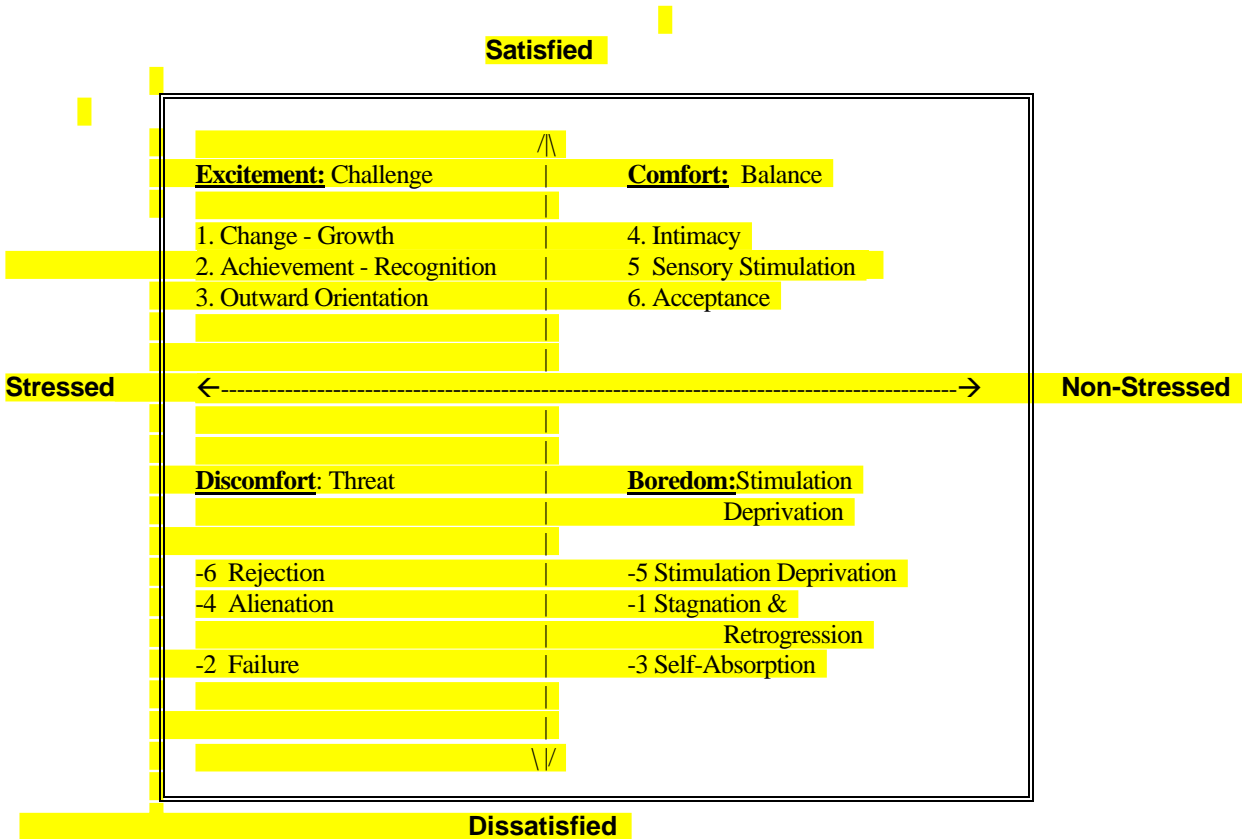 Satisfied
/|\
Excitement: Challenge | Comfort: Balance
|
1. Change - Growth | 4. Intimacy
2. Achievement - Recognition | 5 Sensory Stimulation
3. Outward Orientation | 6. Acceptance
|
|
Stressed ←--------------------------------------------------------------------------------------------→ Non-Stressed
|
|
Discomfort: Threat | Boredom:Stimulation
| Deprivation
|
-6 Rejection | -5 Stimulation Deprivation
-4 Alienation | -1 Stagnation &
| Retrogression
-2 Failure | -3 Self-Absorption
|
|
\|/
Dissatisfied